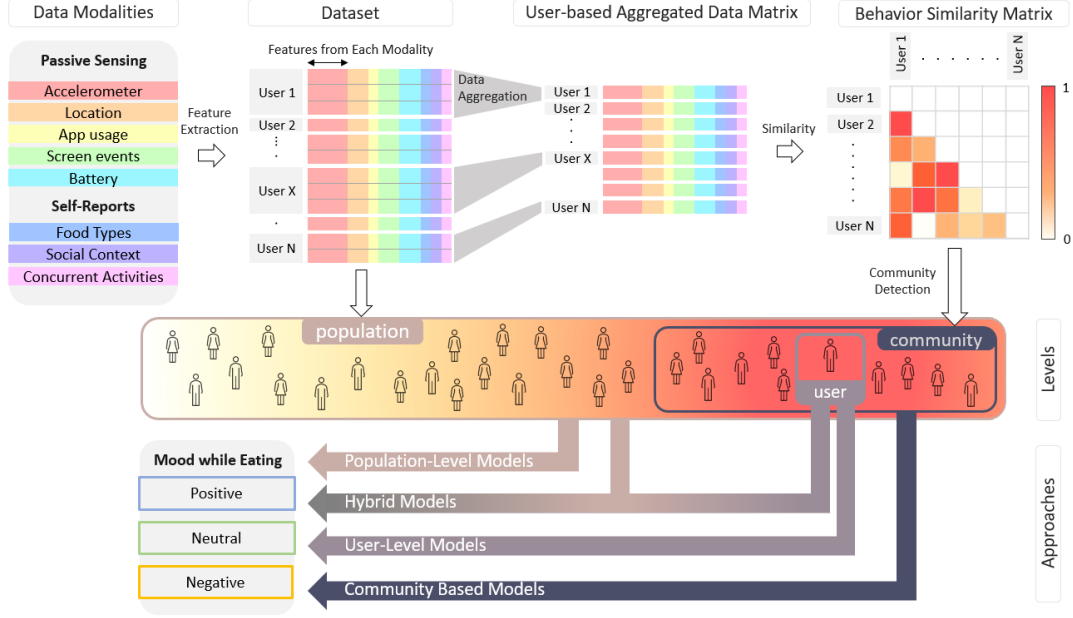 Data Modalities
Dataset
User-based Aggregated Data Matrix
Behavior Similarity Matrix
Passive Sensing
Accelerometer
Location
App usage
Screen events
Battery
Self-Reports
Food Types
Social Context
Concurrent Activities
Feature
Extraction
Features from Each Modality
User 1
User 2
User X
User N
Data
Aggregation
User 1
User 2
User X
User N
Similarity
User 1
User N
User 1
User 2
User N
1
0
Community
Detection
population
community
user
Levels
Mood while Eating
Positive
Neutral
Negative
Population-Level Models
Hybrid Models
User-Level Models
Community Based Models
Approaches